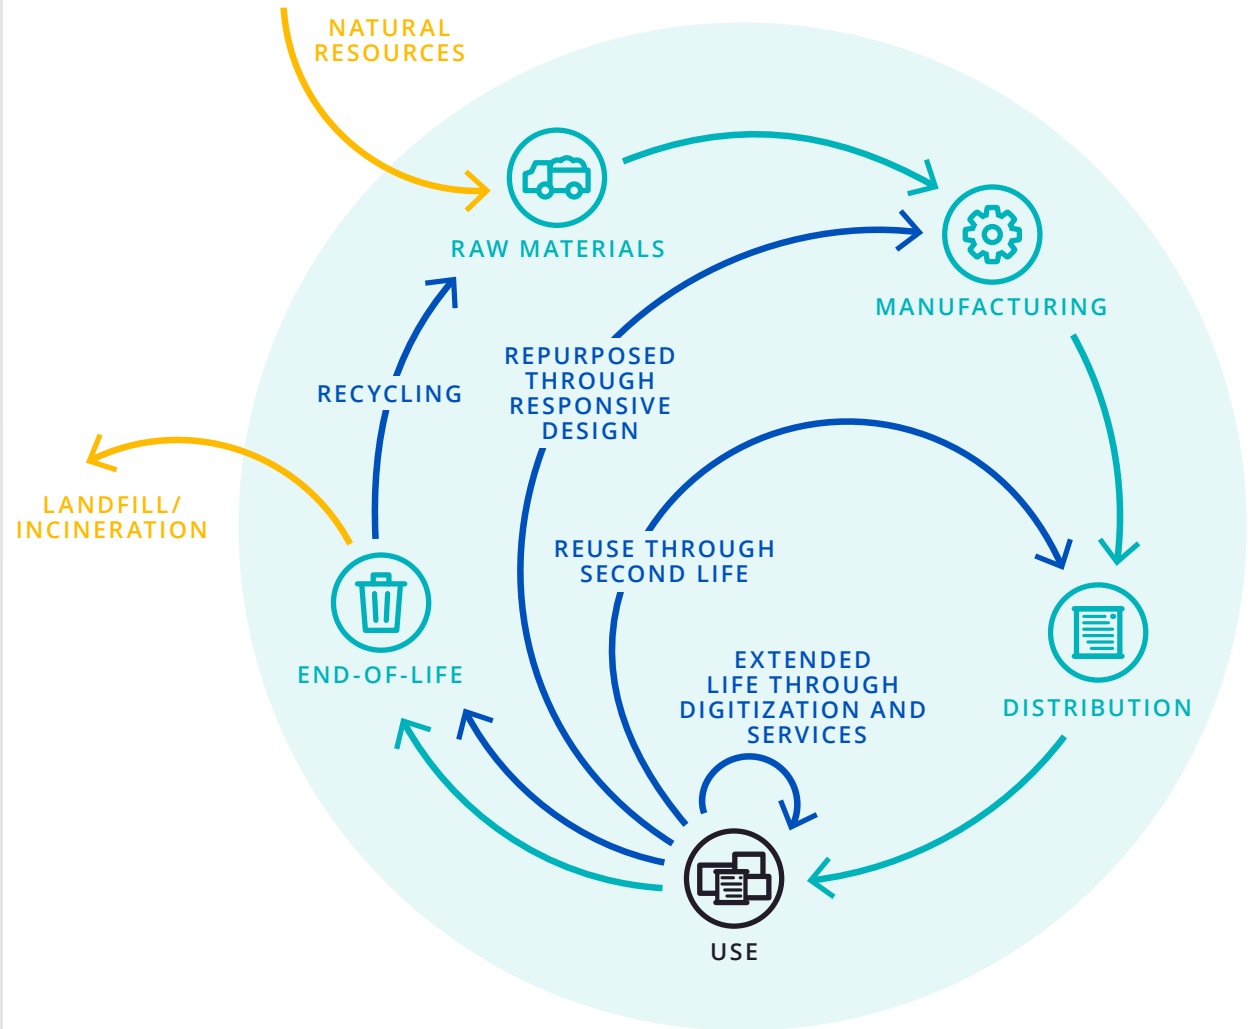 NATURAL
RESOURCES
RAW MATERIALS
MANUFACTURING
REPURPOSED
THROUGH
RESPONSIVE
DESIGN
RECYCLING
LANDFILL/
INCINERATION
REUSE THROUGH
SECOND LIFE
END-OF-LIFE
EXTENDED
LIFE THROUGH
DIGITIZATION AND
SERVICES
DISTRIBUTION
USE